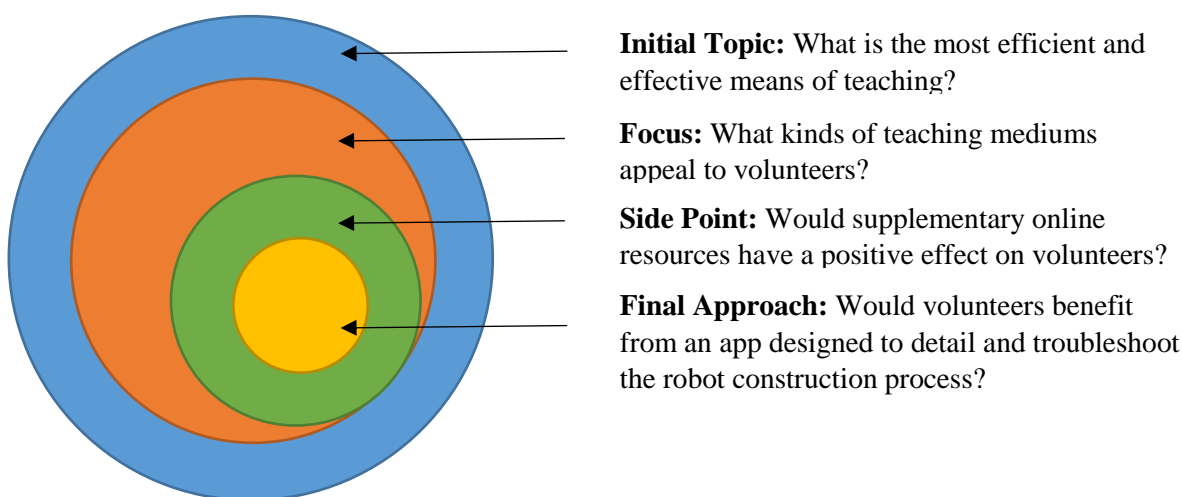 Initial Topic: What is the most efficient and
effective means of teaching?
Focus: What kinds of teaching mediums
appeal to volunteers?
Side Point: Would supplementary online
resources have a positive effect on volunteers?
Final Approach: Would volunteers benefit
from an app designed to detail and troubleshoot
the robot construction process?